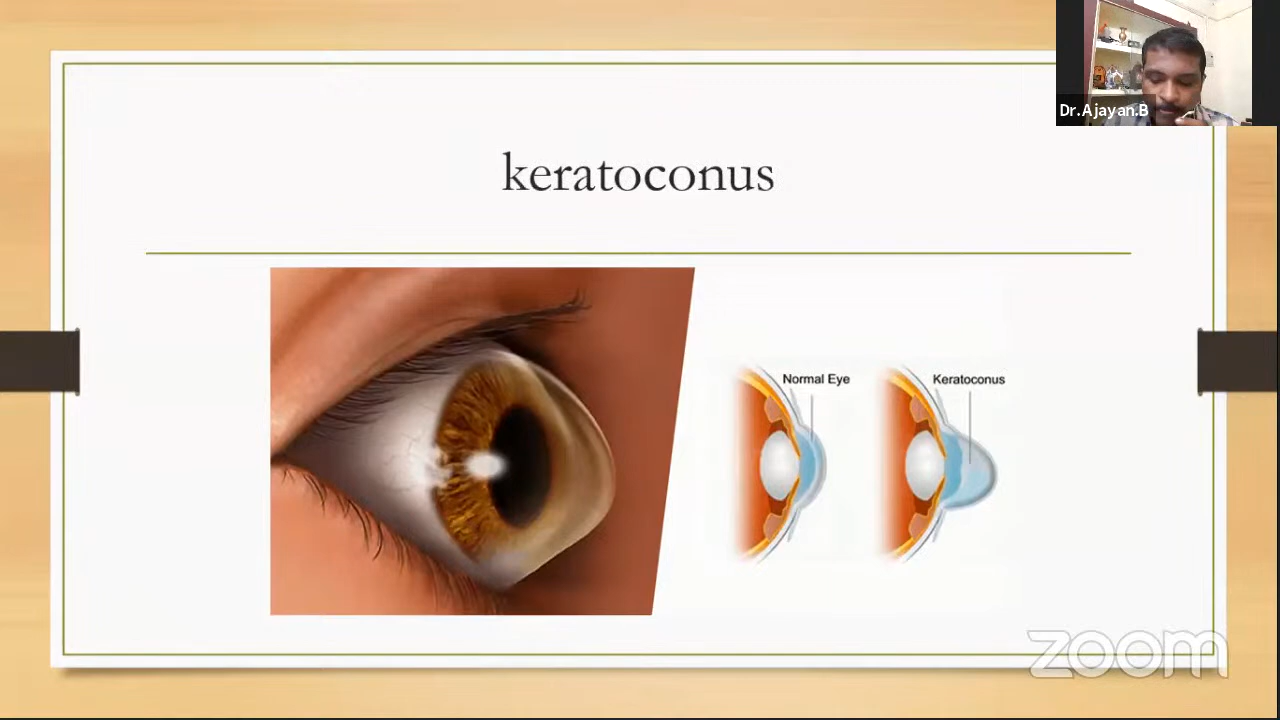 Dr.Ajayan.B
keratoconus
Normal Eye
Keratoconus
zoom